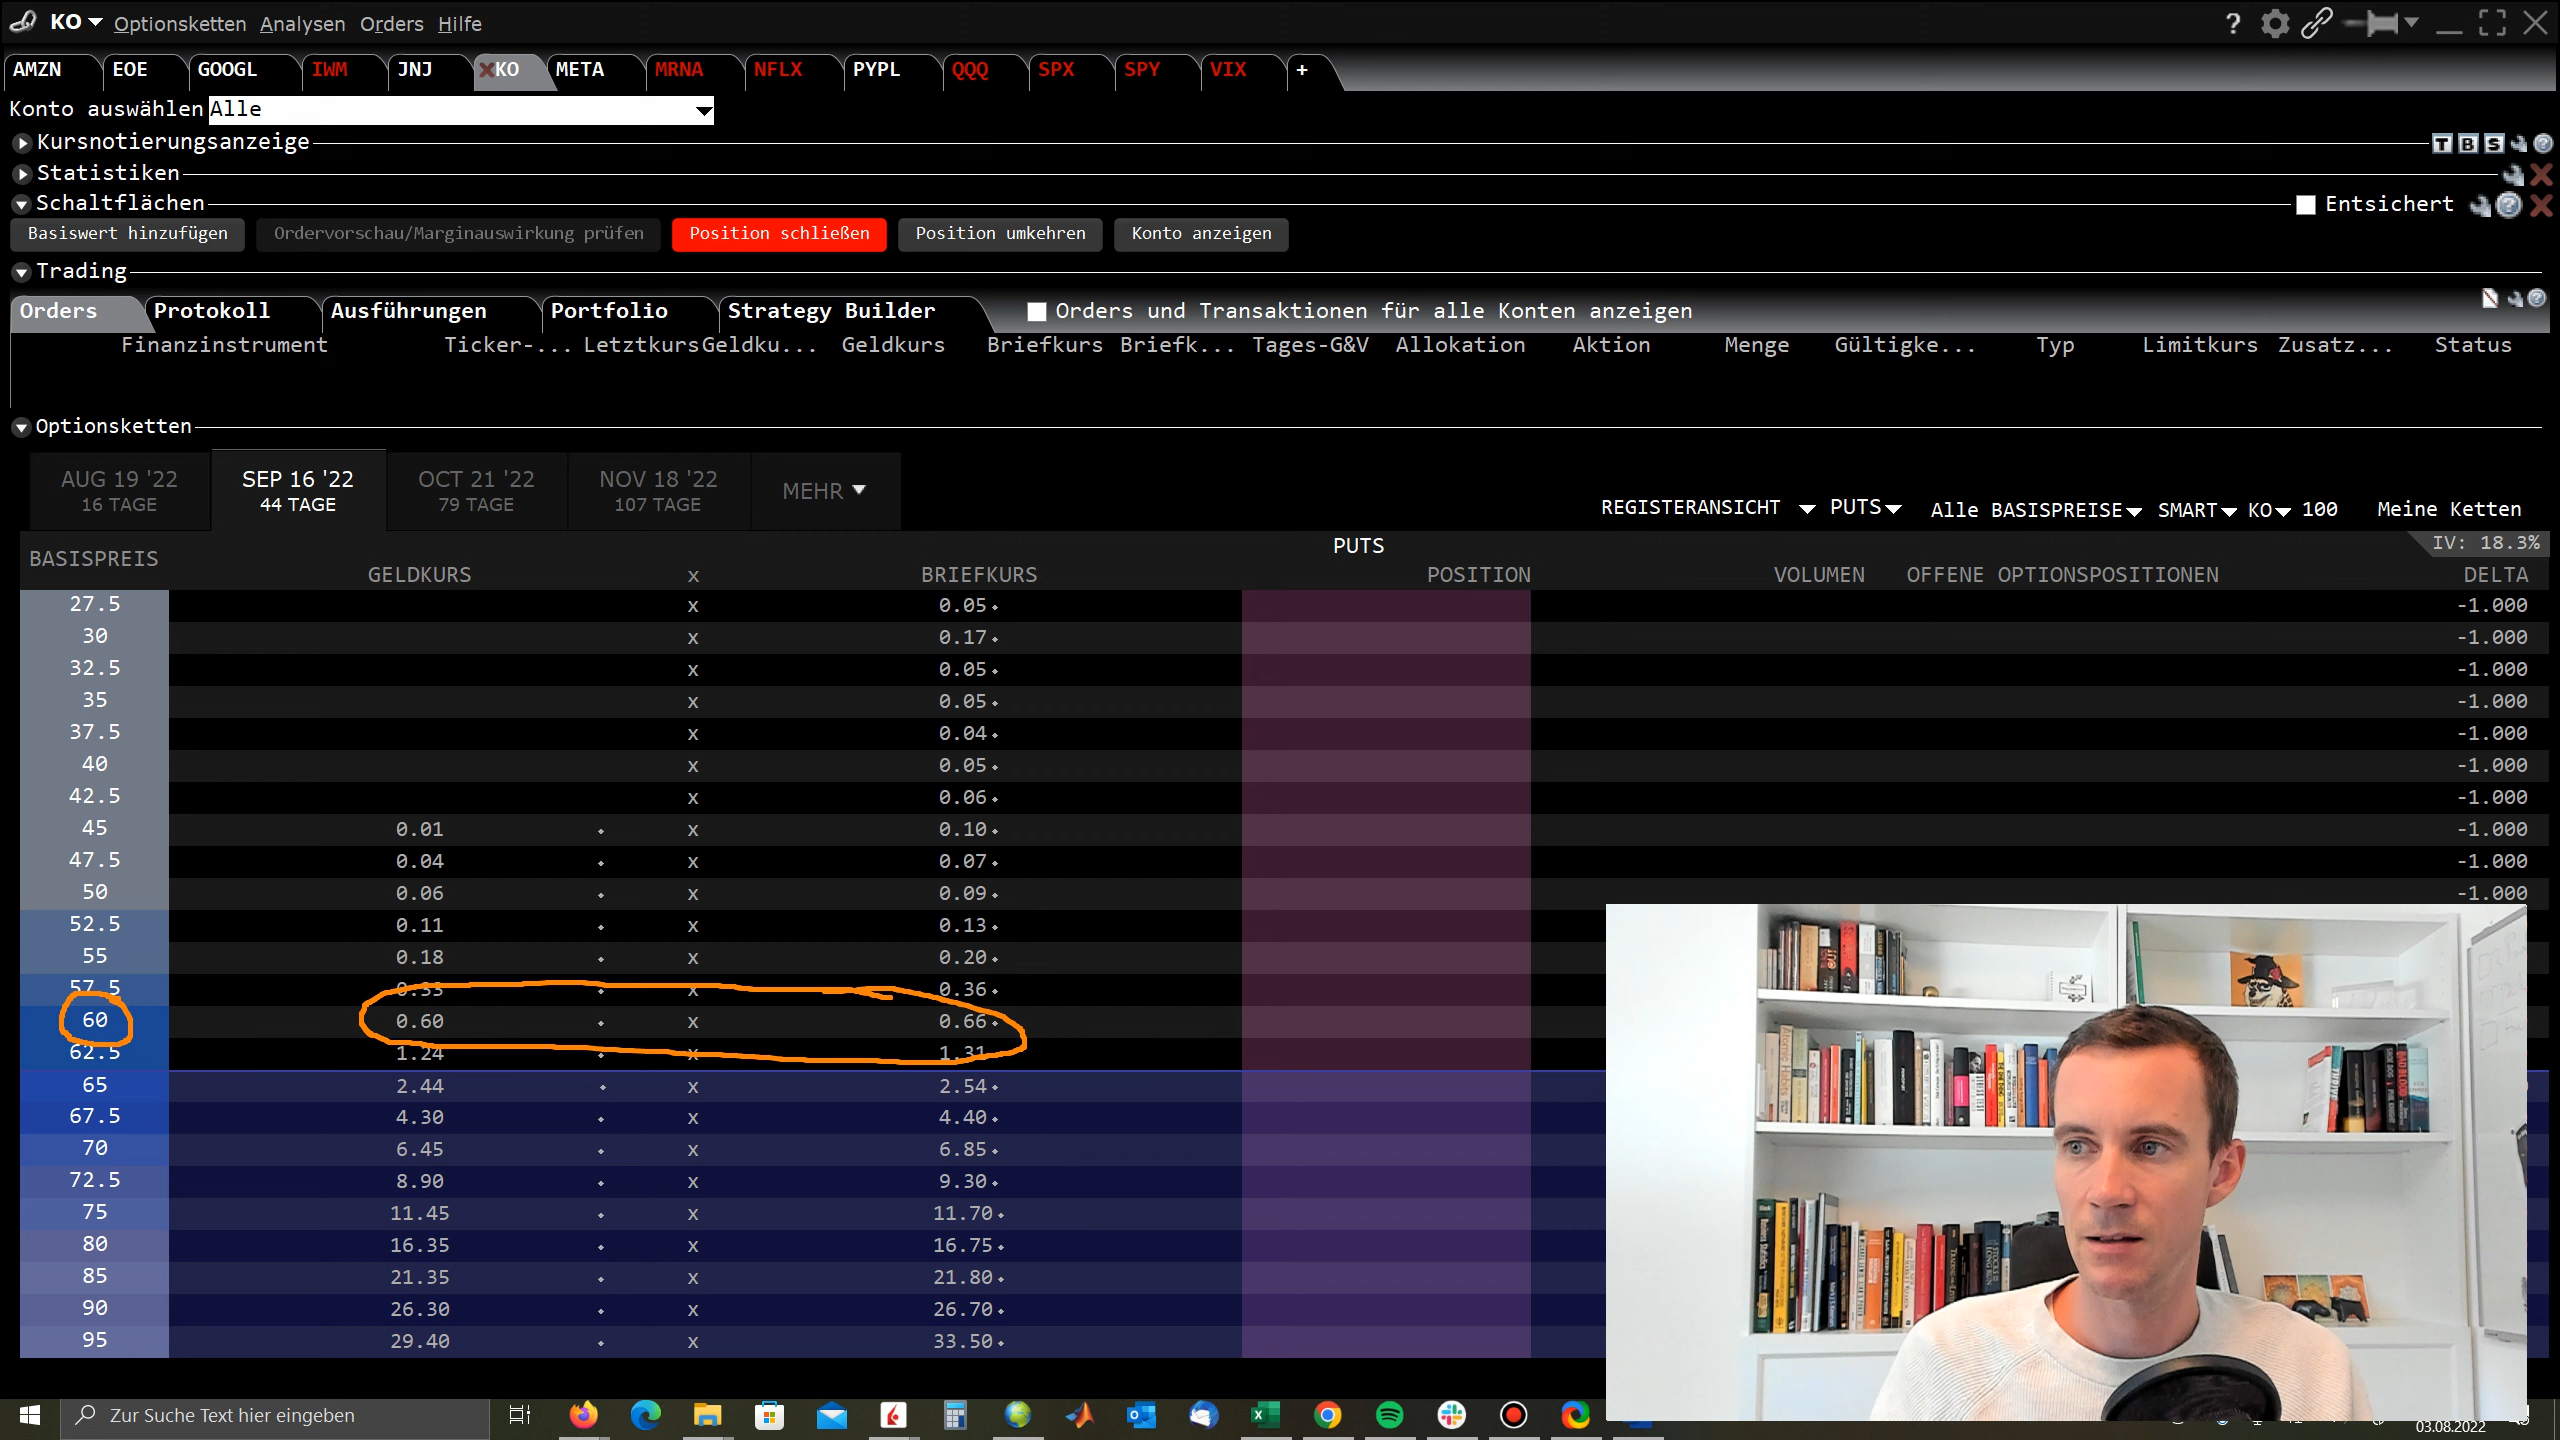 KO Optionsketten Analysen Orders Hilfe ?
AMZN EOE GOOGL IWM JNJ KO META MRNA NFLX PYPL QQQ SPX SPY VIX +
Konto auswählen Alle
Kursnotierungsanzeige T B S
Statistiken
Schaltflächen Entsichert
Basiswert hinzufügen Ordervorschau/Marginauswirkung prüfen Position schließen Position umkehren Konto anzeigen
Trading
Orders Protokoll Ausführungen Portfolio Strategy Builder Orders und Transaktionen für alle Konten anzeigen
Finanzinstrument Ticker-... Letztkurs Geldku... Geldkurs Briefkurs Briefk... Tages-G&V Allokation Aktion Menge Gültigke... Typ Limitkurs Zusatz... Status
Optionsketten
AUG 19 '22 SEP 16 '22 OCT 21 '22 NOV 18 '22 MEHR
16 TAGE 44 TAGE 79 TAGE 107 TAGE
REGISTERANSICHT PUTS Alle BASISPREISE SMART KO 100 Meine Ketten
PUTS IV: 18.3%
BASISPREIS GELDKURS x BRIEFKURS POSITION VOLUMEN OFFENE OPTIONSPOSITIONEN DELTA
27.5 x 0.05 -1.000
30 x 0.17 -1.000
32.5 x 0.05 -1.000
35 x 0.05 -1.000
37.5 x 0.04 -1.000
40 x 0.05 -1.000
42.5 x 0.06 -1.000
45 0.01 x 0.10 -1.000
47.5 0.04 x 0.07 -1.000
50 0.06 x 0.09 -1.000
52.5 0.11 x 0.13
55 0.18 x 0.20
57.5 0.33 x 0.36
60 0.60 x 0.66
62.5 1.24 x 1.31
65 2.44 x 2.54
67.5 4.30 x 4.40
70 6.45 x 6.85
72.5 8.90 x 9.30
75 11.45 x 11.70
80 16.35 x 16.75
85 21.35 x 21.80
90 26.30 x 26.70
95 29.40 x 33.50
Zur Suche Text hier eingeben
03.08.2022